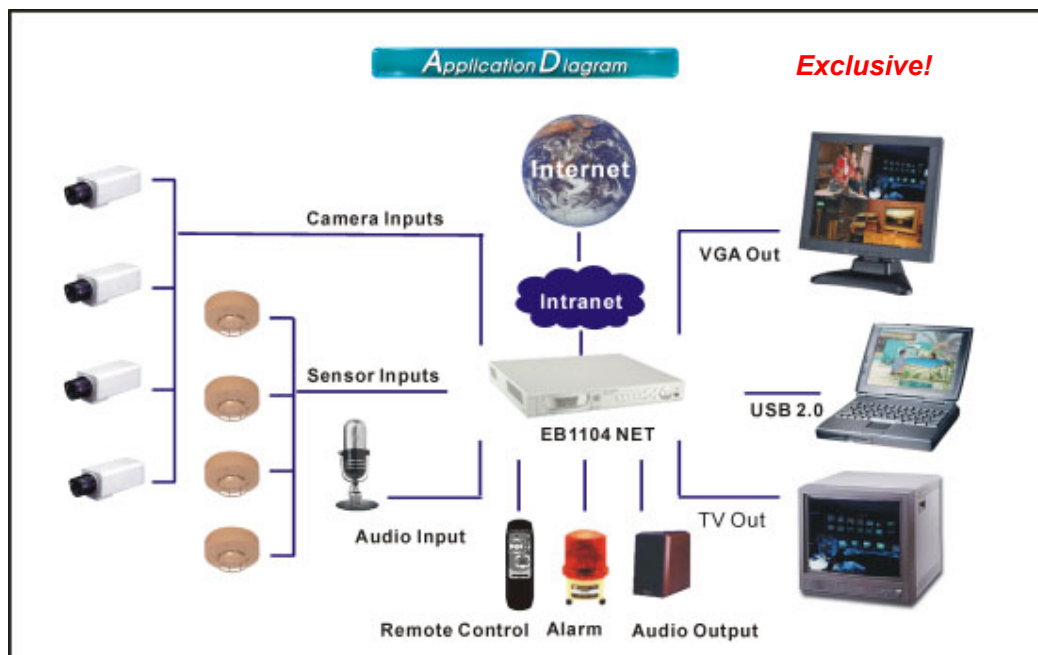 Application Diagram
Exclusive!
Internet
Camera Inputs
VGA Out
Intranet
Sensor Inputs
USB 2.0
EB1104 NET
Audio Input
TV Out
Remote Control
Alarm
Audio Output